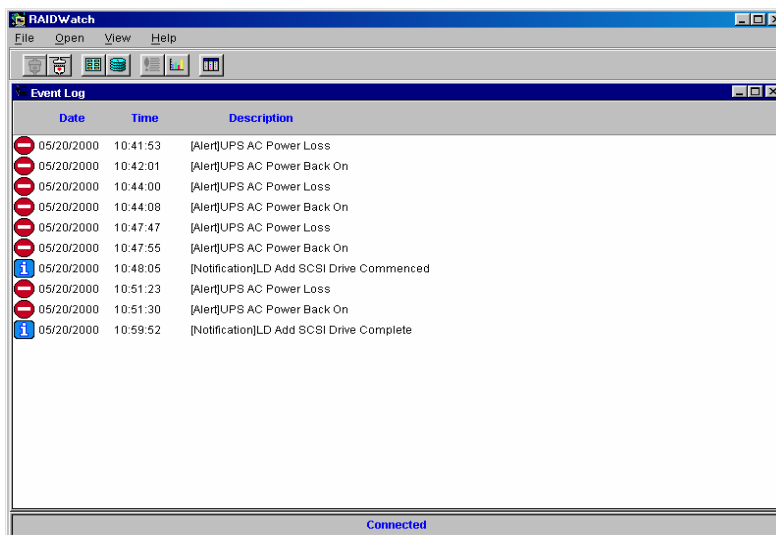 RAIDWatch
File Open View Help
Event Log
Date Time Description
05/20/2000 10:41:53 [Alert]UPS AC Power Loss
05/20/2000 10:42:01 [Alert]UPS AC Power Back On
05/20/2000 10:44:00 [Alert]UPS AC Power Loss
05/20/2000 10:44:08 [Alert]UPS AC Power Back On
05/20/2000 10:47:47 [Alert]UPS AC Power Loss
05/20/2000 10:47:55 [Alert]UPS AC Power Back On
05/20/2000 10:48:05 [Notification]LD Add SCSI Drive Commenced
05/20/2000 10:51:23 [Alert]UPS AC Power Loss
05/20/2000 10:51:30 [Alert]UPS AC Power Back On
05/20/2000 10:59:52 [Notification]LD Add SCSI Drive Complete
Connected